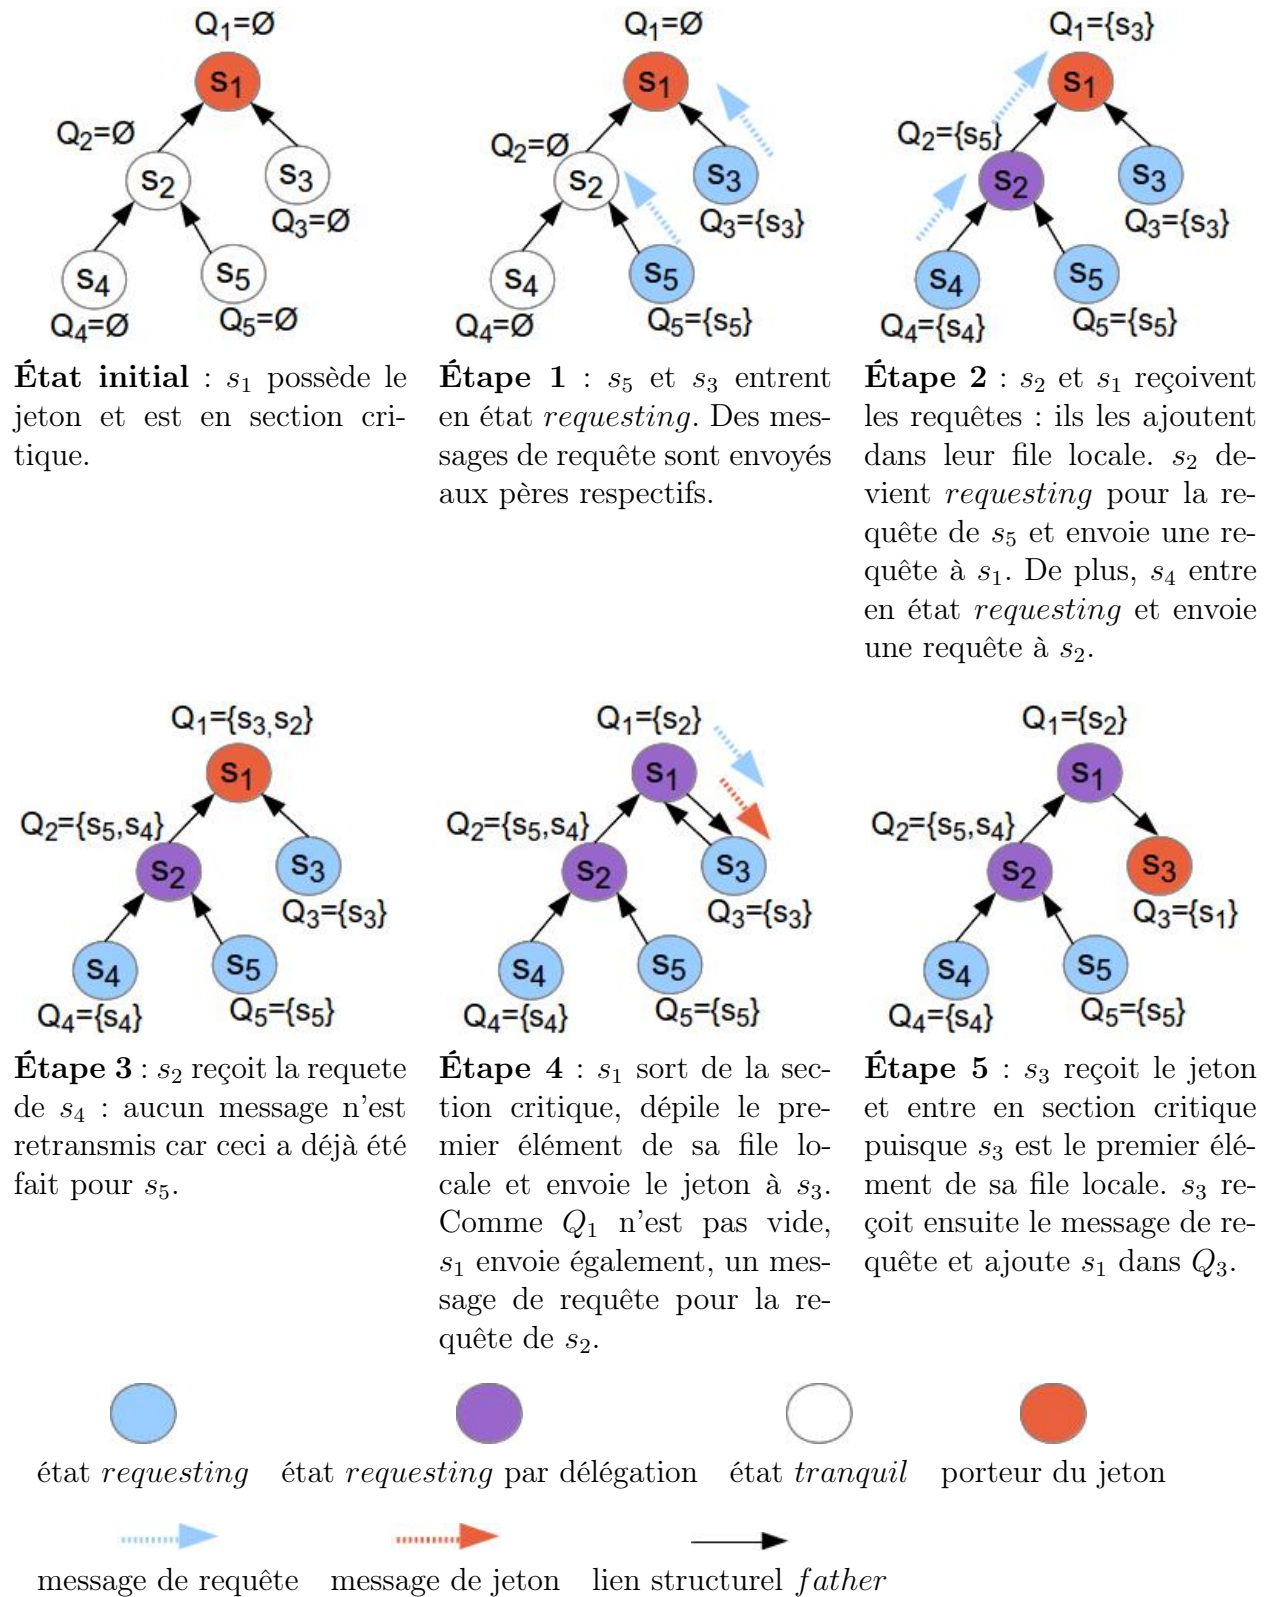 Q1=Ø
s1
Q2=Ø
s2
s3
Q3=Ø
s4
s5
Q4=Ø
Q5=Ø
État initial : s1 possède le
jeton et est en section cri-
tique.
Q1=Ø
s1
Q2=Ø
s2
s3
Q3={s3}
s4
s5
Q4=Ø
Q5={s5}
Étape 1 : s5 et s3 entrent
en état requesting. Des mes-
sages de requête sont envoyés
aux pères respectifs.
Q1={s3}
s1
Q2={s5}
s2
s3
Q3={s3}
s4
s5
Q4={s4}
Q5={s5}
Étape 2 : s2 et s1 reçoivent
les requêtes : ils les ajoutent
dans leur file locale. s2 de-
vient requesting pour la re-
quête de s5 et envoie une re-
quête à s1. De plus, s4 entre
en état requesting et envoie
une requête à s2.
Q1={s3,s2}
s1
Q2={s5,s4}
s2
s3
Q3={s3}
s4
s5
Q4={s4}
Q5={s5}
Étape 3 : s2 reçoit la requete
de s4 : aucun message n'est
retransmis car ceci a déjà été
fait pour s5.
Q1={s2}
s1
Q2={s5,s4}
s2
s3
Q3={s3}
s4
s5
Q4={s4}
Q5={s5}
Étape 4 : s1 sort de la sec-
tion critique, dépile le pre-
mier élément de sa file lo-
cale et envoie le jeton à s3.
Comme Q1 n'est pas vide,
s1 envoie également, un mes-
sage de requête pour la re-
quête de s2.
Q1={s2}
s1
Q2={s5,s4}
s2
s3
Q3={s1}
s4
s5
Q4={s4}
Q5={s5}
Étape 5 : s3 reçoit le jeton
et entre en section critique
puisque s3 est le premier élé-
ment de sa file locale. s3 re-
çoit ensuite le message de re-
quête et ajoute s1 dans Q3.
état requesting
état requesting par délégation
état tranquil
porteur du jeton
message de requête
message de jeton
lien structurel father